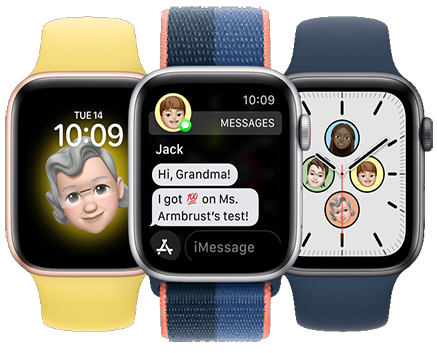 TUE 14
10:09
10:09
MESSAGES
Jack
Hi, Grandma!
I got 💯 on Ms.
Armbrust's test!
iMessage